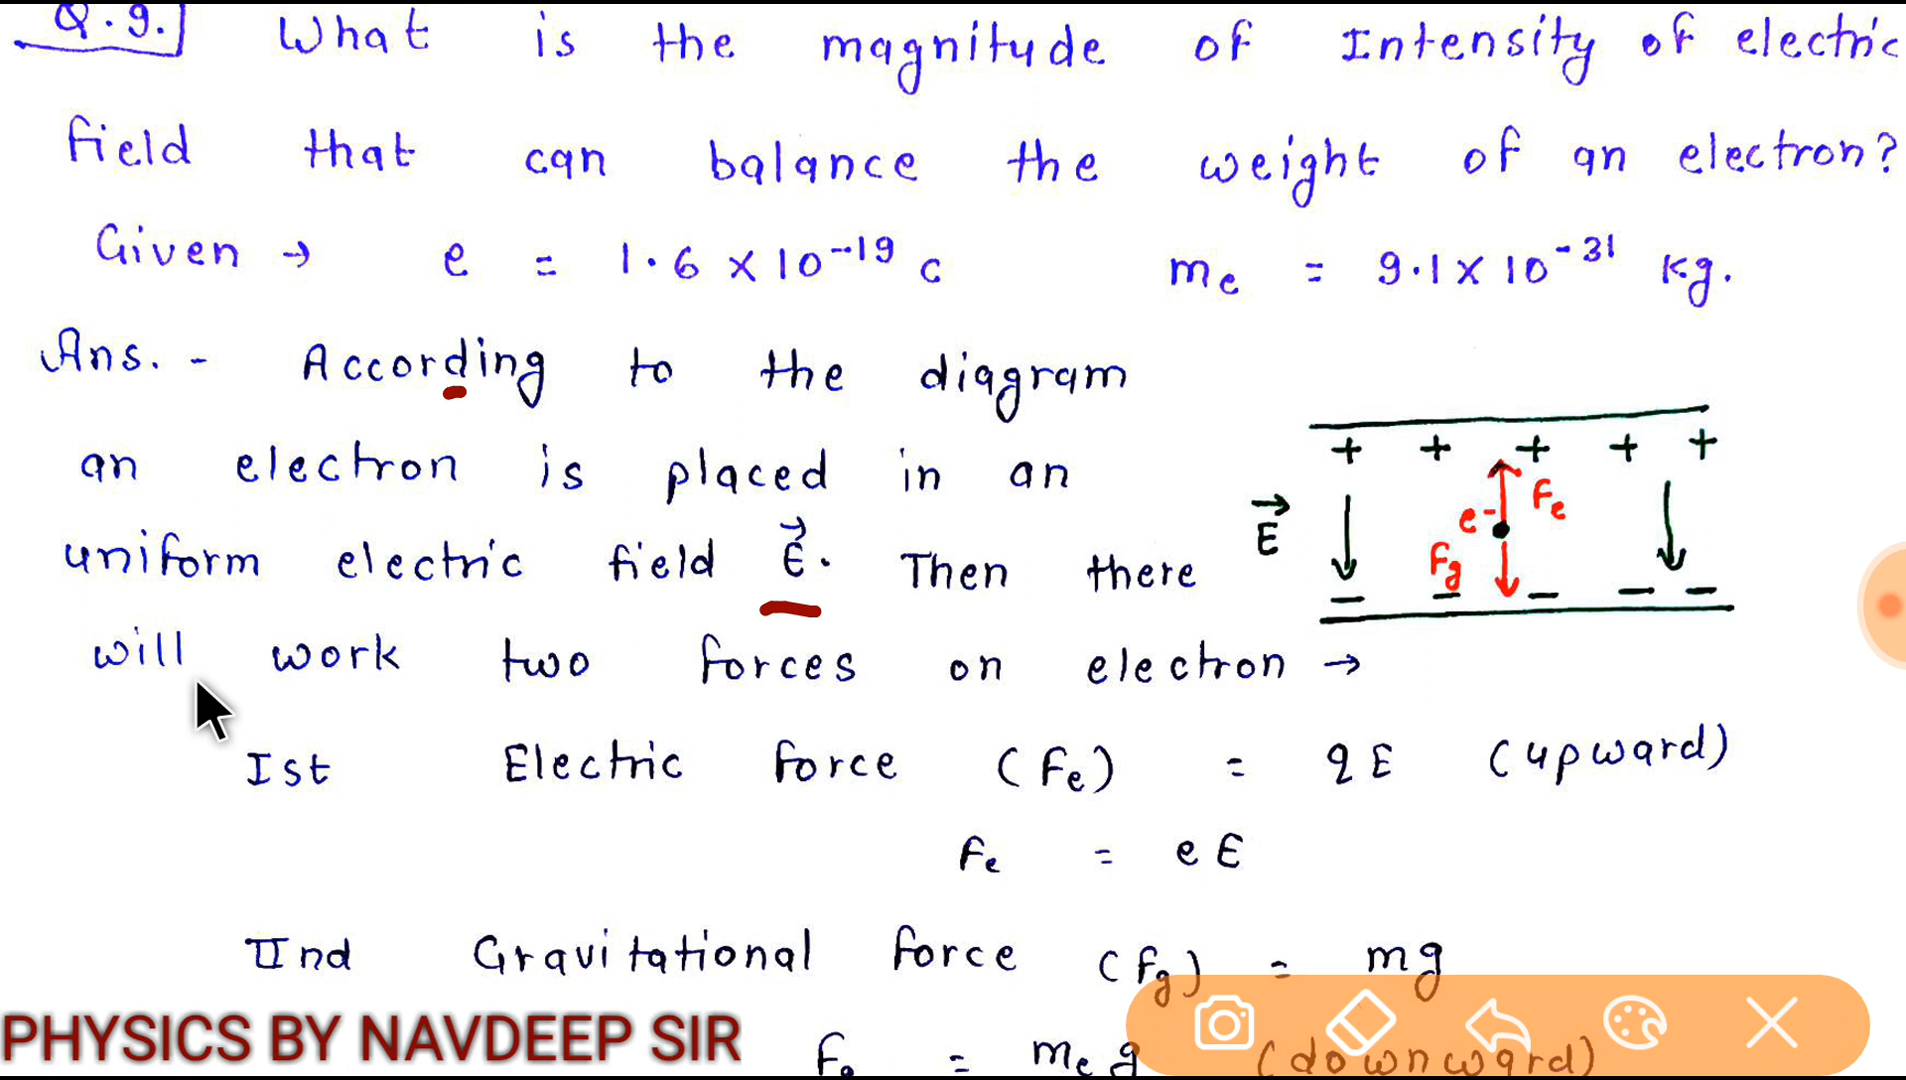 Q.9. What is the magnitude of Intensity of electric
field that can balance the weight of an electron?
Given → e = 1.6 × 10⁻¹⁹ C mₑ = 9.1 × 10⁻³¹ kg.
Ans. - According to the diagram
an electron is placed in an
uniform electric field E⃗. Then there
will work two forces on electron →
+ + + + +
E⃗ e⁻ Fₑ
Fg
− − − − −
Ist Electric force (Fₑ) = qE (upward)
Fₑ = eE
IInd Gravitational force (Fg) = mg
Fg = mₑg (downward)
PHYSICS BY NAVDEEP SIR